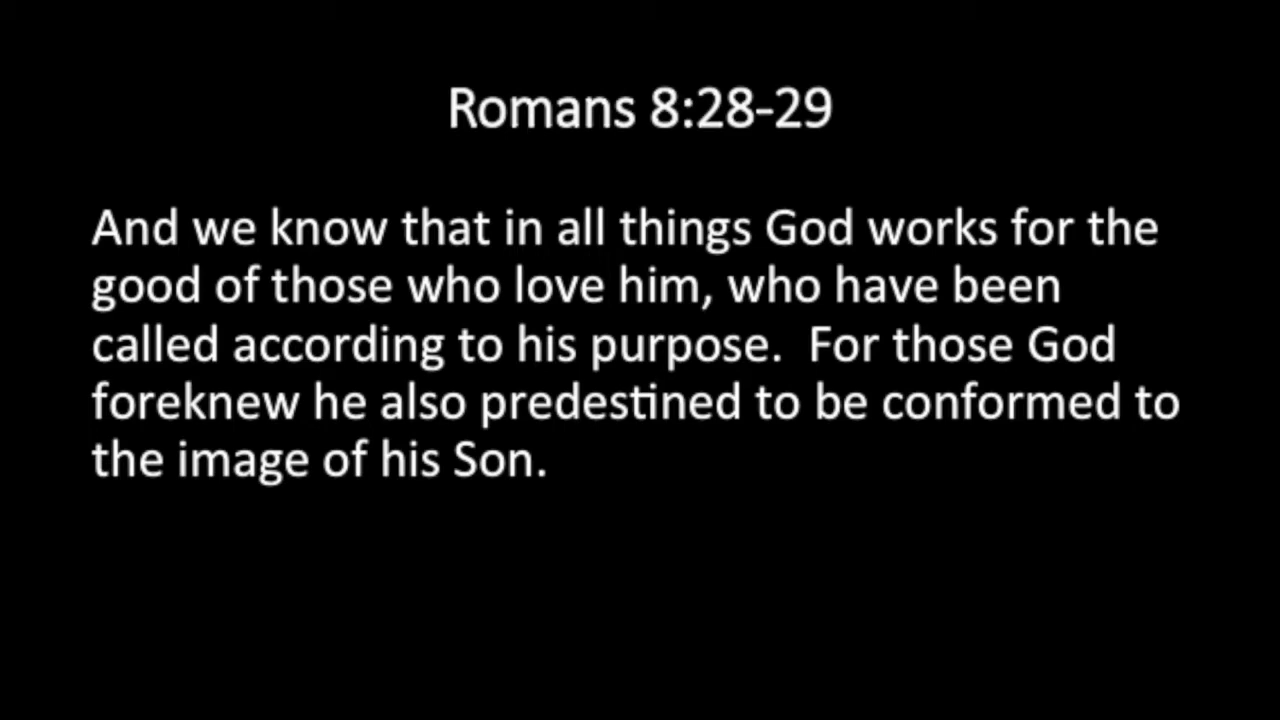 Romans 8:28-29
And we know that in all things God works for the
good of those who love him, who have been
called according to his purpose.  For those God
foreknew he also predestined to be conformed to
the image of his Son.